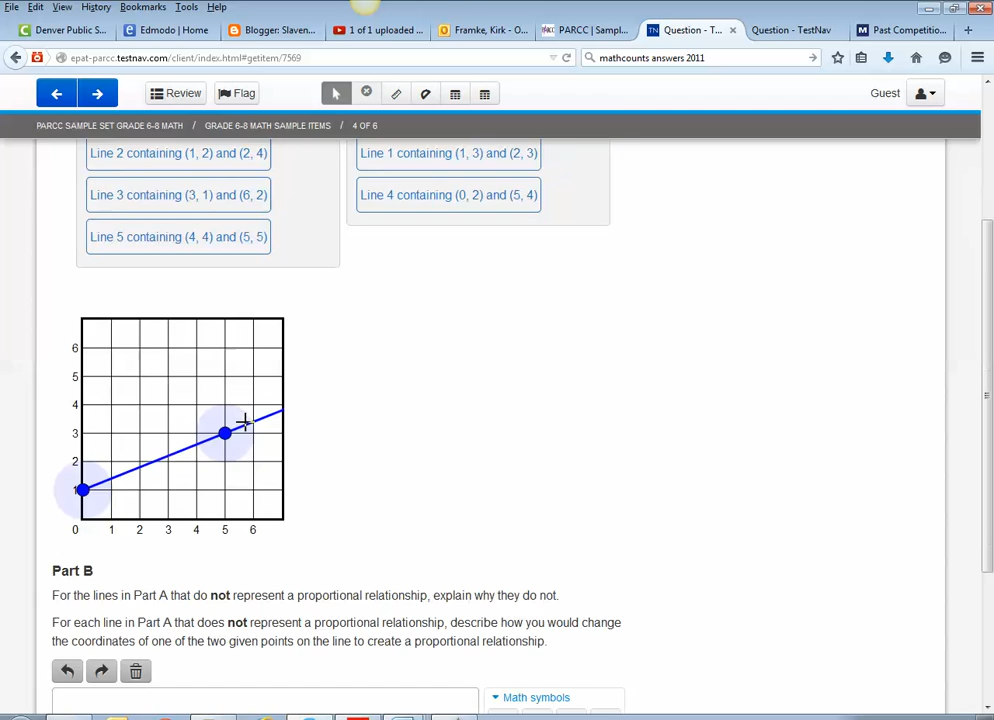 File Edit View History Bookmarks Tools Help
Denver Public S... Edmodo | Home Blogger: Slaven... 1 of 1 uploaded ... Framke, Kirk - O... PARCC | Sampl... Question - T... Question - TestNav Past Competitio...
epat-parcc.testnav.com/client/index.html#getitem/7569 mathcounts answers 2011
Review Flag Guest
PARCC SAMPLE SET GRADE 6-8 MATH / GRADE 6-8 MATH SAMPLE ITEMS / 4 OF 6
Line 2 containing (1, 2) and (2, 4) Line 1 containing (1, 3) and (2, 3)
Line 3 containing (3, 1) and (6, 2) Line 4 containing (0, 2) and (5, 4)
Line 5 containing (4, 4) and (5, 5)
6
5
4
3
2
1
0 1 2 3 4 5 6
Part B
For the lines in Part A that do not represent a proportional relationship, explain why they do not.
For each line in Part A that does not represent a proportional relationship, describe how you would change
the coordinates of one of the two given points on the line to create a proportional relationship.
Math symbols